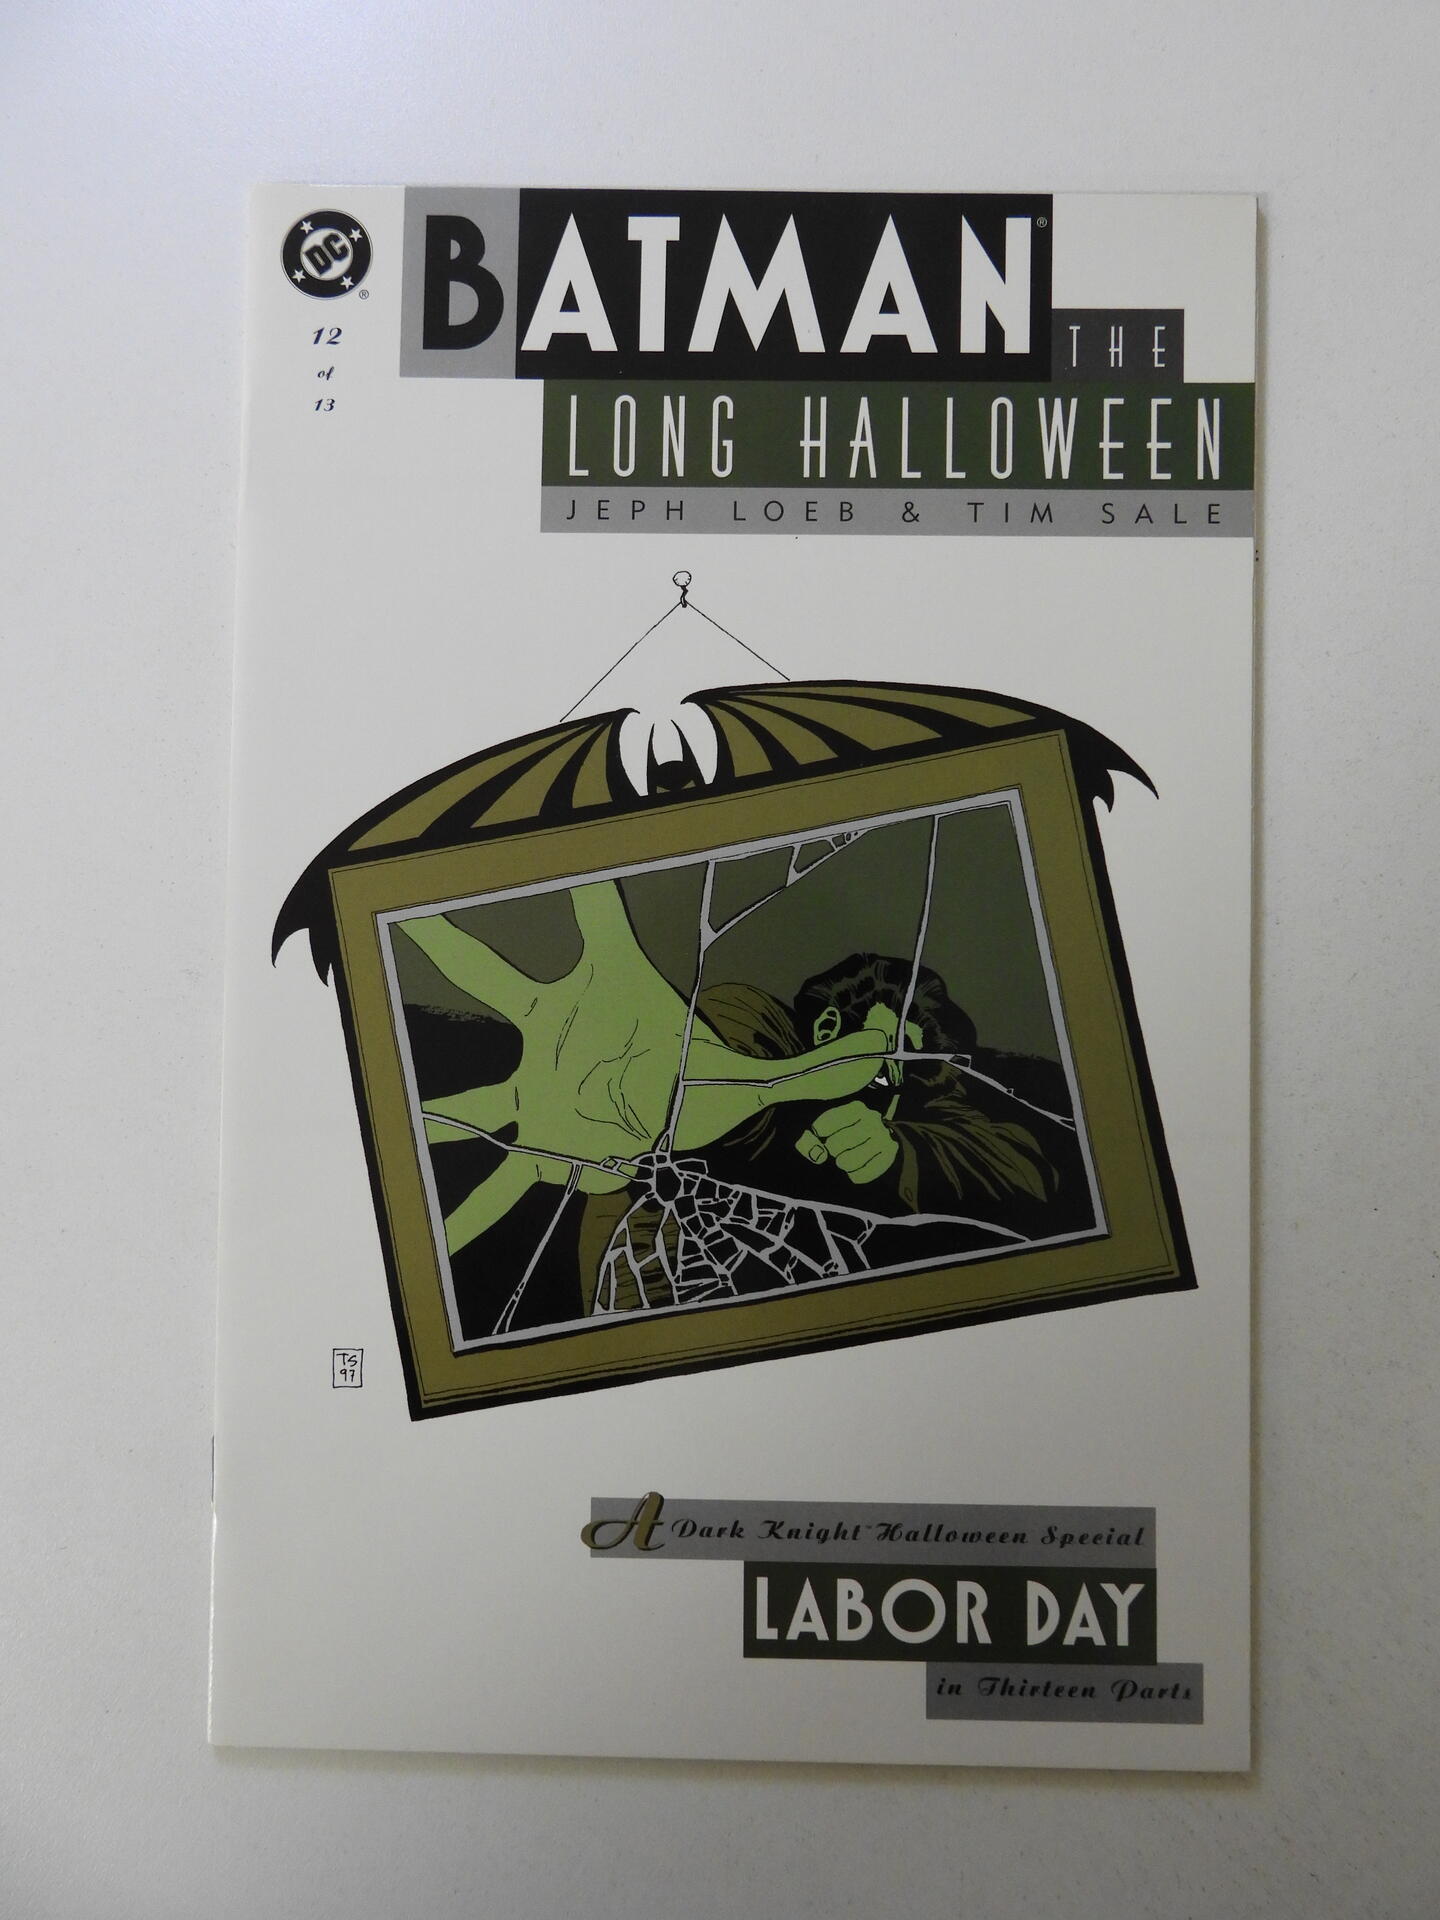 DC
®
12
of
13
BATMAN®
THE
LONG HALLOWEEN
JEPH LOEB & TIM SALE
TS
97
A Dark Knight™ Halloween Special
LABOR DAY
in Thirteen Parts